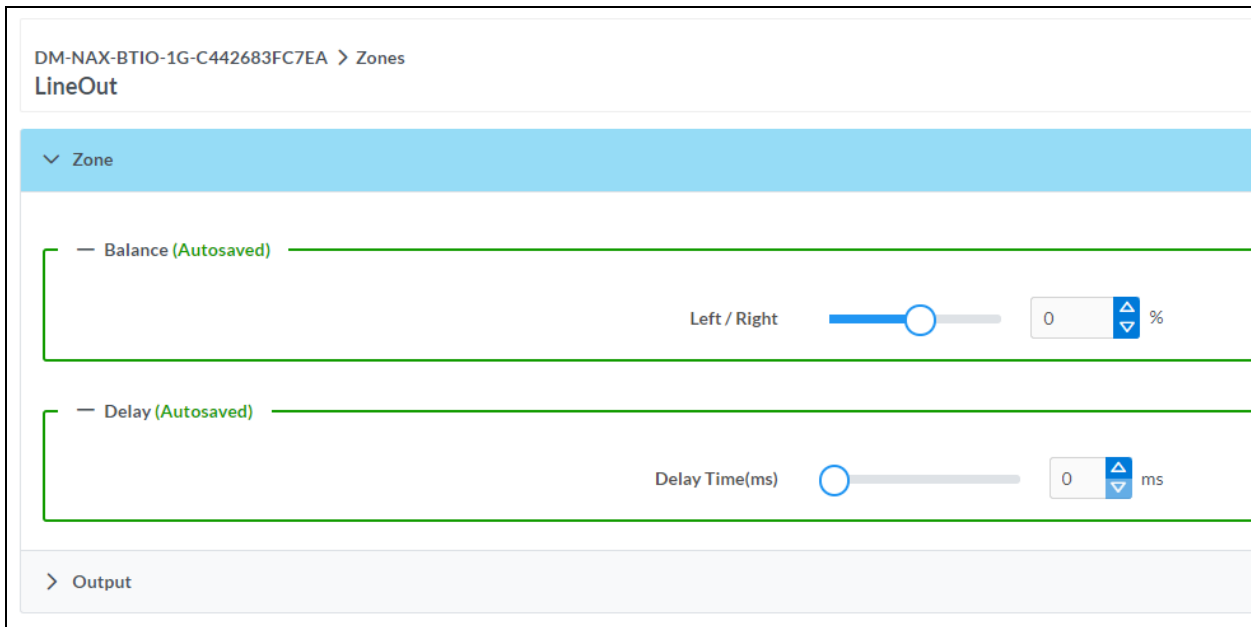 DM-NAX-BTIO-1G-C442683FC7EA > Zones
LineOut
Zone
Balance (Autosaved)
Left / Right 0 %
Delay (Autosaved)
Delay Time(ms) 0 ms
Output